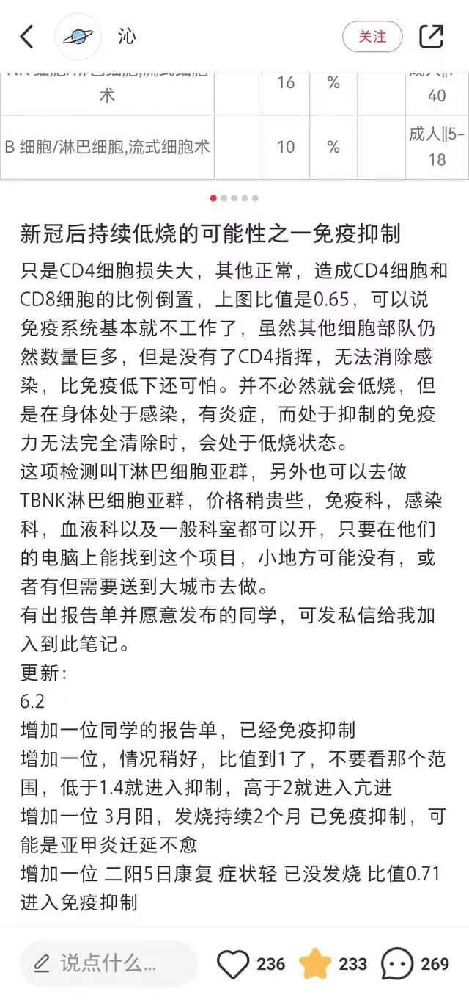 沁
关注
术
16
%
40
B 细胞/淋巴细胞,流式细胞术
10
%
成人||5-
18
新冠后持续低烧的可能性之一免疫抑制
只是CD4细胞损失大，其他正常，造成CD4细胞和
CD8细胞的比例倒置，上图比值是0.65，可以说
免疫系统基本就不工作了，虽然其他细胞部队仍
然数量巨多，但是没有了CD4指挥，无法消除感
染，比免疫低下还可怕。并不必然就会低烧，但
是在身体处于感染，有炎症，而处于抑制的免疫
力无法完全清除时，会处于低烧状态。
这项检测叫T淋巴细胞亚群，另外也可以去做
TBNK淋巴细胞亚群，价格稍贵些，免疫科，感染
科，血液科以及一般科室都可以开，只要在他们
的电脑上能找到这个项目，小地方可能没有，或
者有但需要送到大城市去做。
有出报告单并愿意发布的同学，可发私信给我加
入到此笔记。
更新：
6.2
增加一位同学的报告单，已经免疫抑制
增加一位，情况稍好，比值到1了，不要看那个范
围，低于1.4就进入抑制，高于2就进入亢进
增加一位 3月阳，发烧持续2个月 已免疫抑制，可
能是亚甲炎迁延不愈
增加一位 二阳5日康复 症状轻 已没发烧 比值0.71
进入免疫抑制
说点什么...
236
233
269